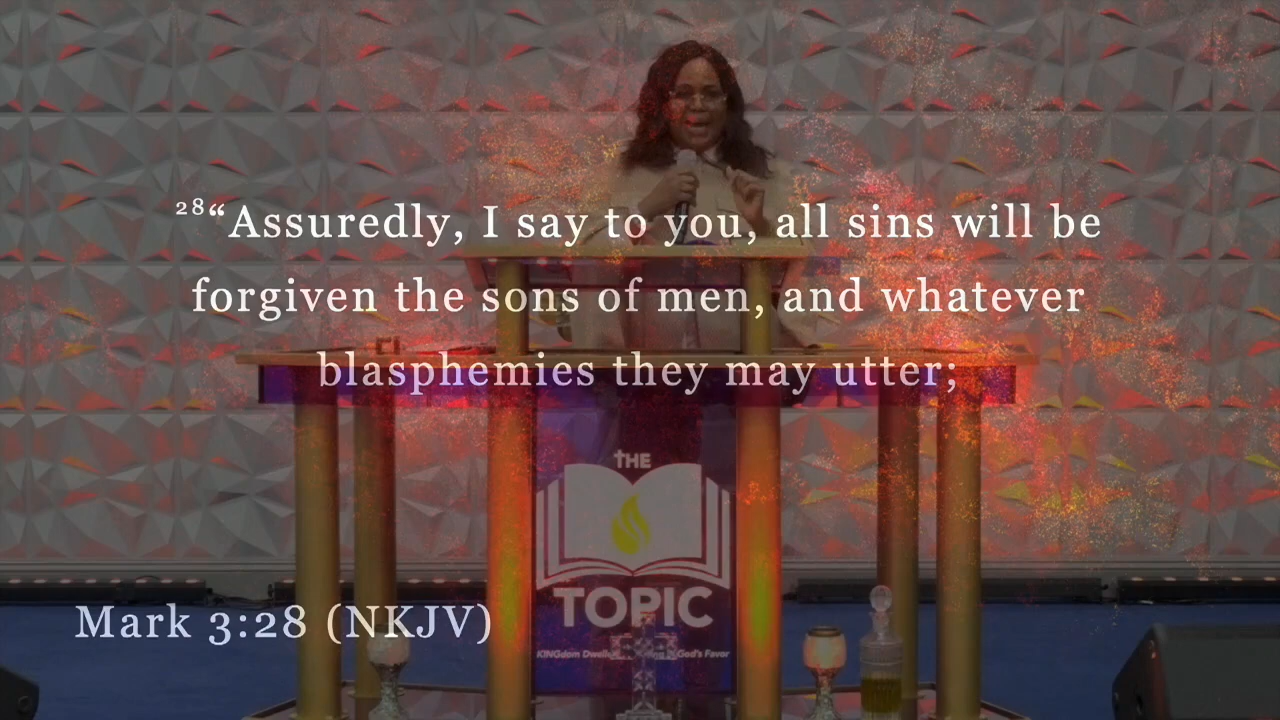 28“Assuredly, I say to you, all sins will be
forgiven the sons of men, and whatever
blasphemies they may utter;
THE
TOPIC
KINGdom God's Favor
Mark 3:28 (NKJV)